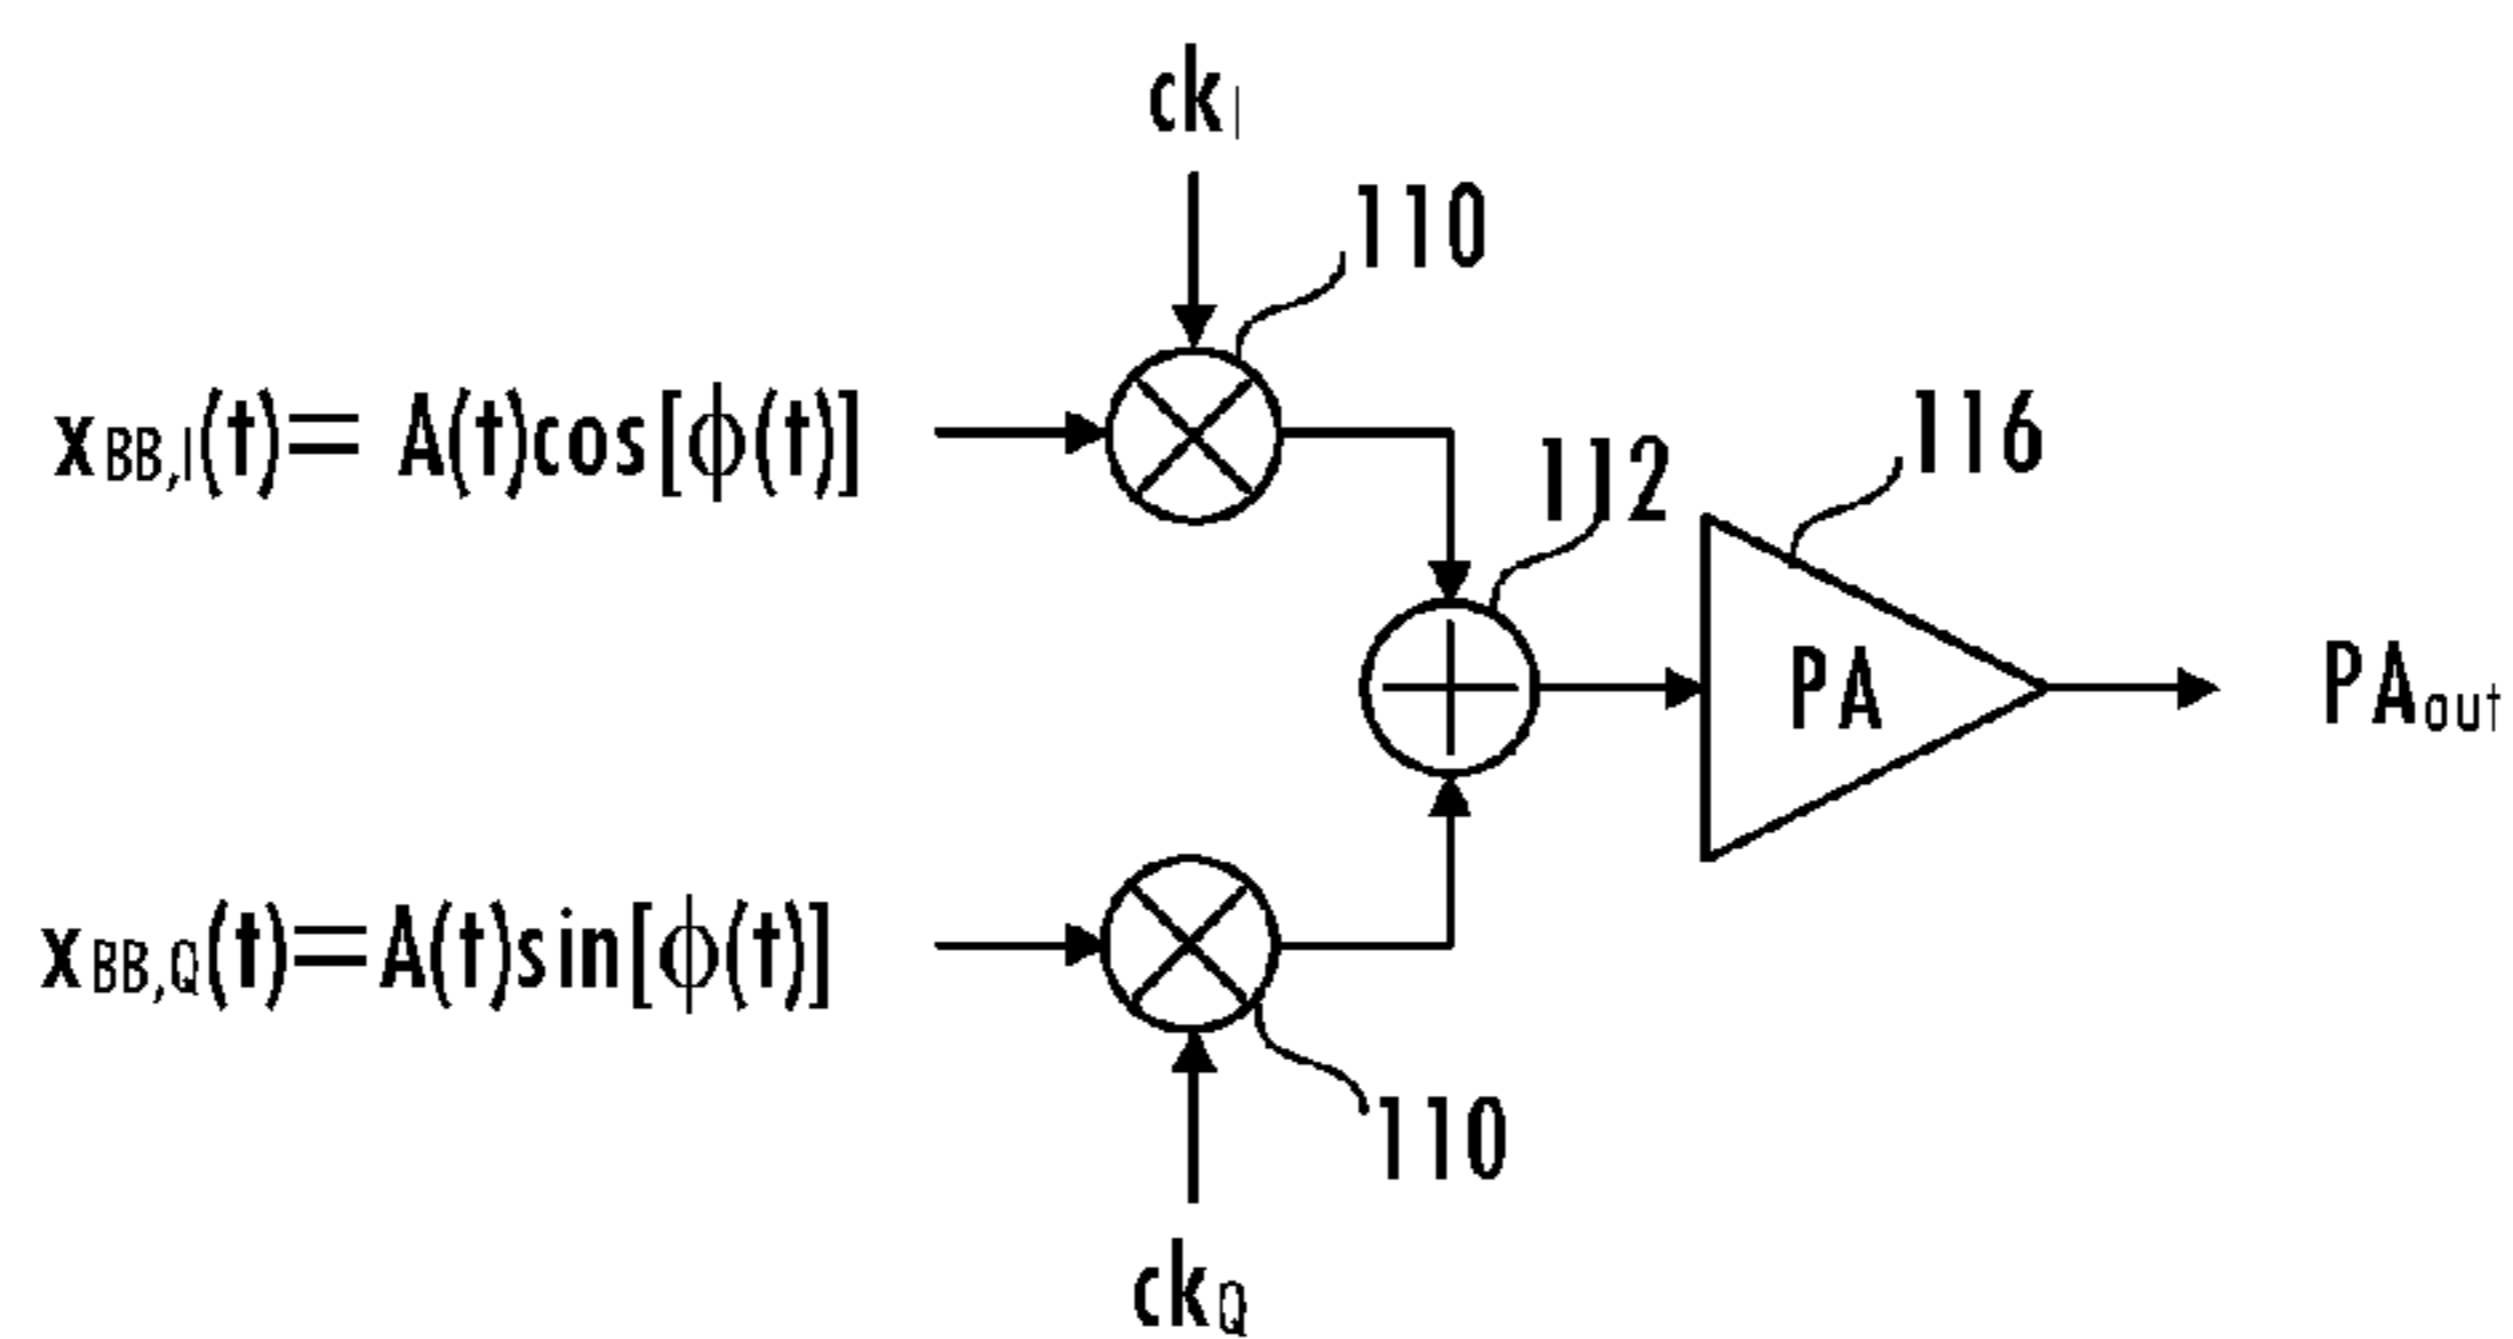 ck_I
110
x_BB,I(t)= A(t)cos[ϕ(t)]
112
116
PA
PA_out
x_BB,Q(t)=A(t)sin[ϕ(t)]
110
ck_Q